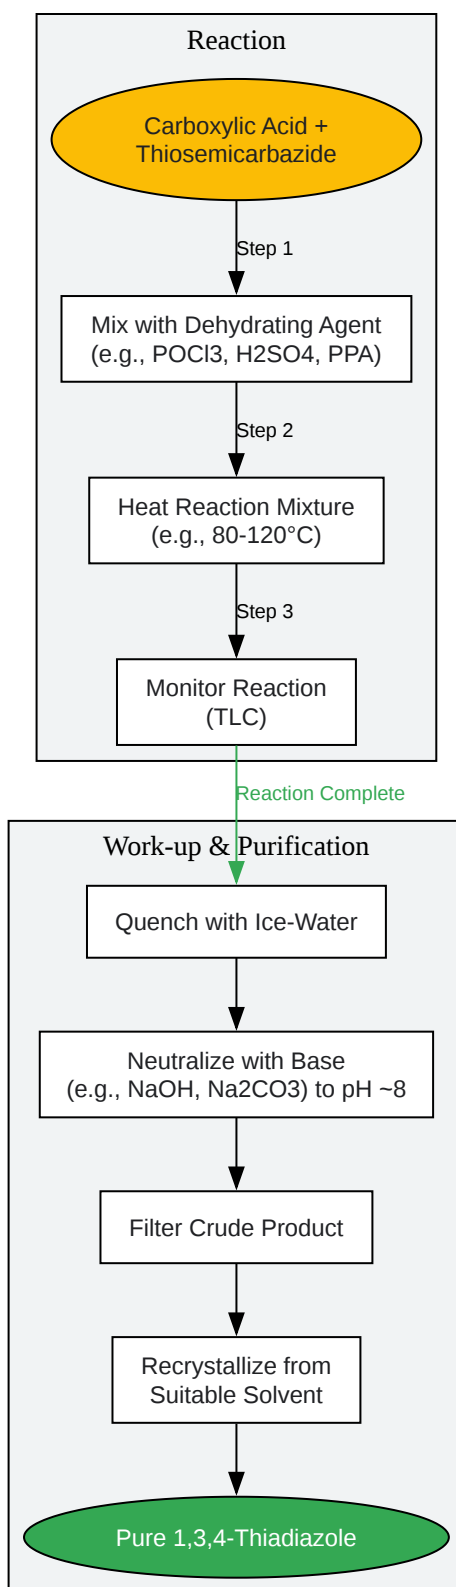 Reaction
Carboxylic Acid +
Thiosemicarbazide
Step 1
Mix with Dehydrating Agent
(e.g., POCl3, H2SO4, PPA)
Step 2
Heat Reaction Mixture
(e.g., 80-120°C)
Step 3
Monitor Reaction
(TLC)
Reaction Complete
Work-up & Purification
Quench with Ice-Water
Neutralize with Base
(e.g., NaOH, Na2CO3) to pH ~8
Filter Crude Product
Recrystallize from
Suitable Solvent
Pure 1,3,4-Thiadiazole